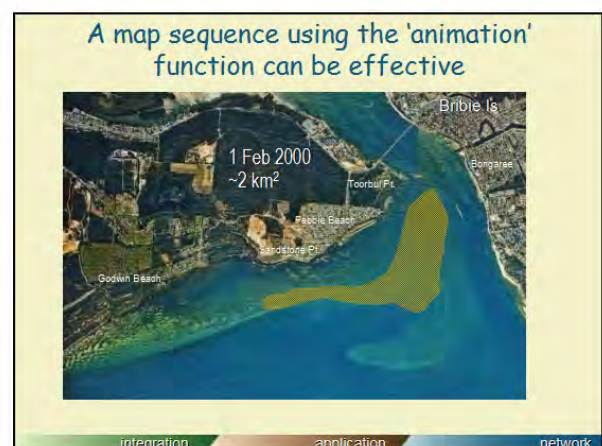 A map sequence using the 'animation'
function can be effective
Bribie Is
1 Feb 2000
~2 km²
Bongaree
Toorbul Pt.
Pebble Beach
Sandstone Pt.
Godwin Beach
integration
application
network